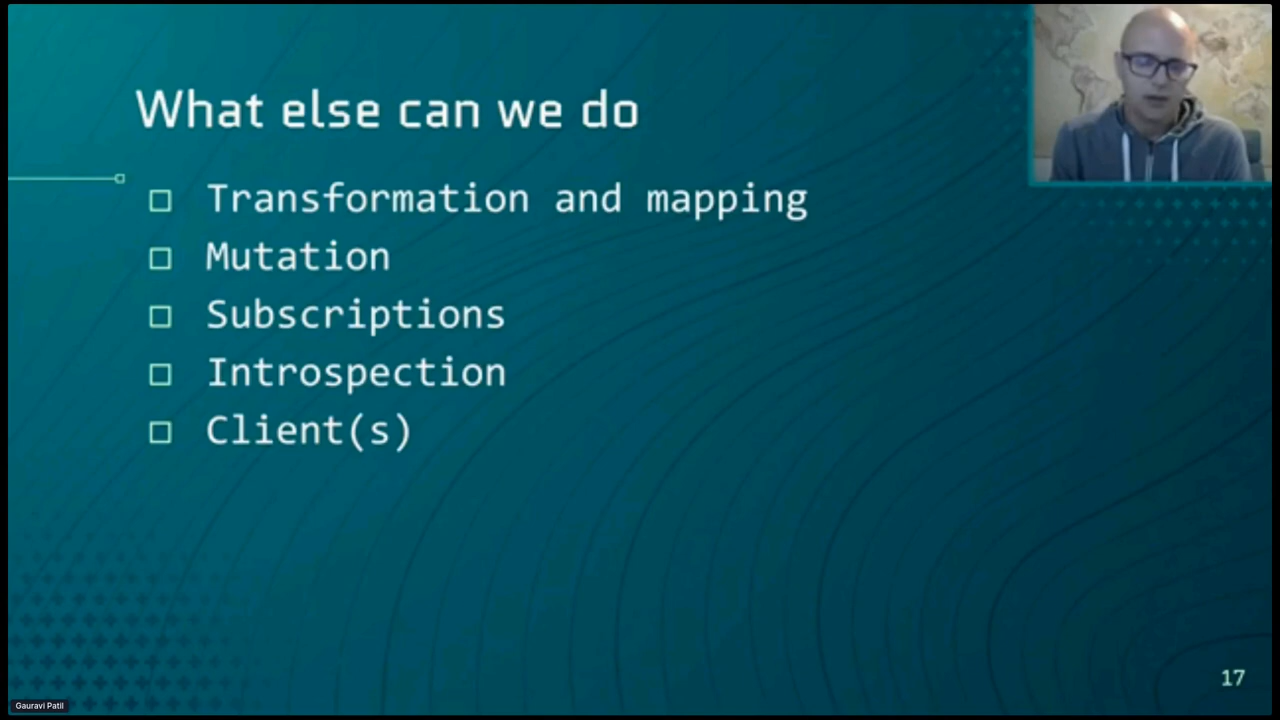 What else can we do
Transformation and mapping
Mutation
Subscriptions
Introspection
Client(s)
17
Gauravi Patil